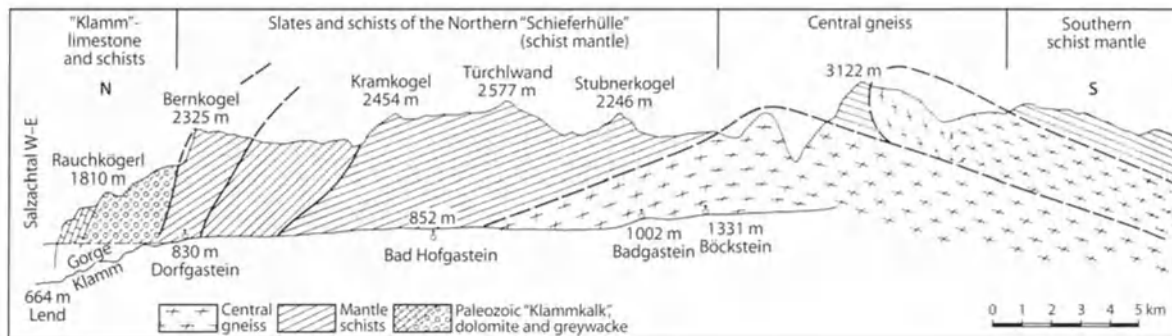 "Klamm"-
limestone
and schists
Slates and schists of the Northern "Schieferhülle"
(schist mantle)
Central gneiss
Southern
schist mantle
N
S
Salzachtal W–E
Rauchkögerl
1810 m
Bernkogel
2325 m
Kramkogel
2454 m
Türchlwand
2577 m
Stubnerkogel
2246 m
3122 m
Gorge
Klamm
664 m
Lend
830 m
Dorfgastein
852 m
Bad Hofgastein
1002 m
Badgastein
1331 m
Böckstein
Central
gneiss
Mantle
schists
Paleozoic "Klammkalk",
dolomite and greywacke
0 1 2 3 4 5 km